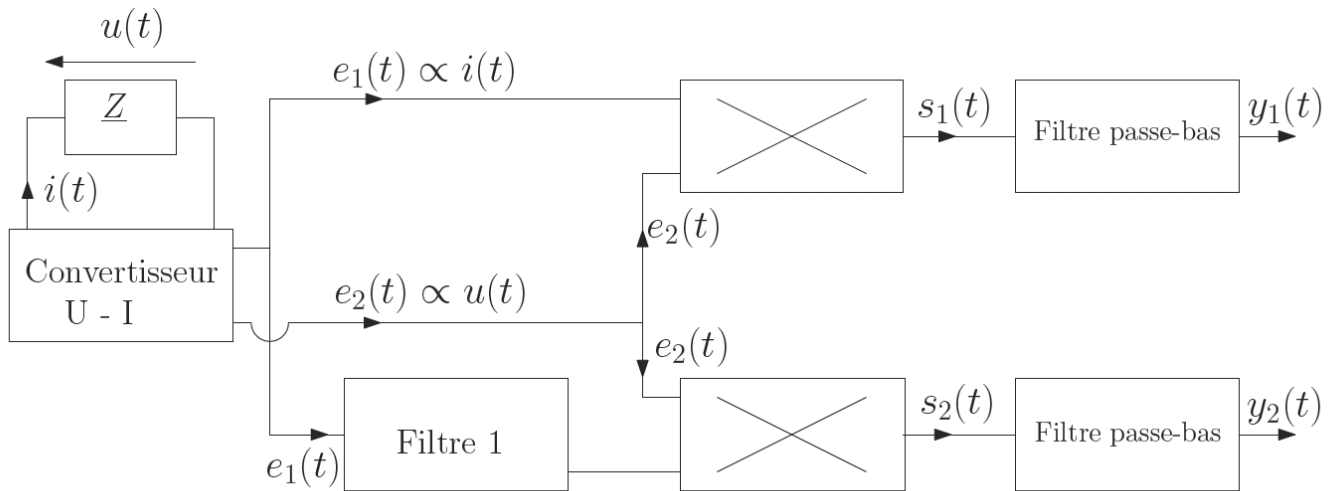 u(t)
Z
i(t)
Convertisseur
U - I
e₁(t) ∝ i(t)
e₂(t) ∝ u(t)
e₂(t)
e₂(t)
e₁(t)
Filtre 1
s₁(t)
Filtre passe-bas
y₁(t)
s₂(t)
Filtre passe-bas
y₂(t)